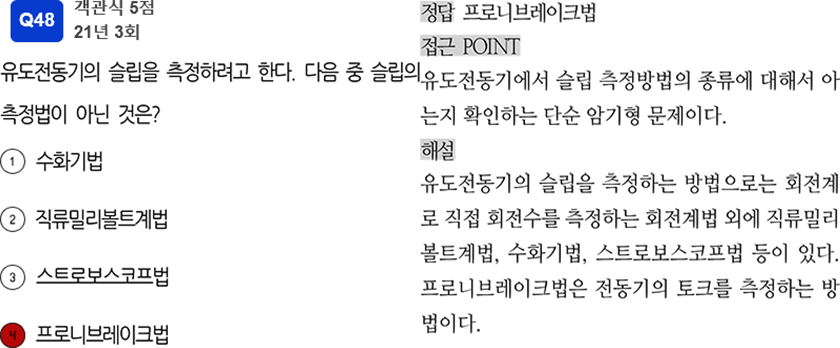 Q48
객관식 5점
21년 3회
유도전동기의 슬립을 측정하려고 한다. 다음 중 슬립의
측정법이 아닌 것은?
1 수화기법
2 직류밀리볼트계법
3 스트로보스코프법
4 프로니브레이크법
정답 프로니브레이크법
접근 POINT
유도전동기에서 슬립 측정방법의 종류에 대해서 아
는지 확인하는 단순 암기형 문제이다.
해설
유도전동기의 슬립을 측정하는 방법으로는 회전계
로 직접 회전수를 측정하는 회전계법 외에 직류밀리
볼트계법, 수화기법, 스트로보스코프법 등이 있다.
프로니브레이크법은 전동기의 토크를 측정하는 방
법이다.